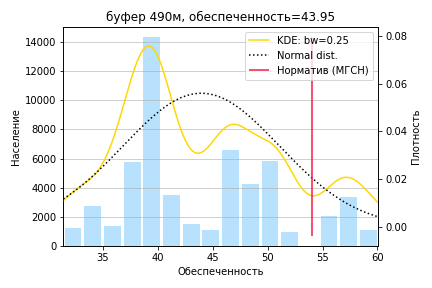 буфер 490м, обеспеченность=43.95
KDE: bw=0.25
Normal dist.
Норматив (МГСН)
Население
14000
12000
10000
8000
6000
4000
2000
0
0.08
0.06
0.04
0.02
0.00
Плотность
35
40
45
50
55
60
Обеспеченность